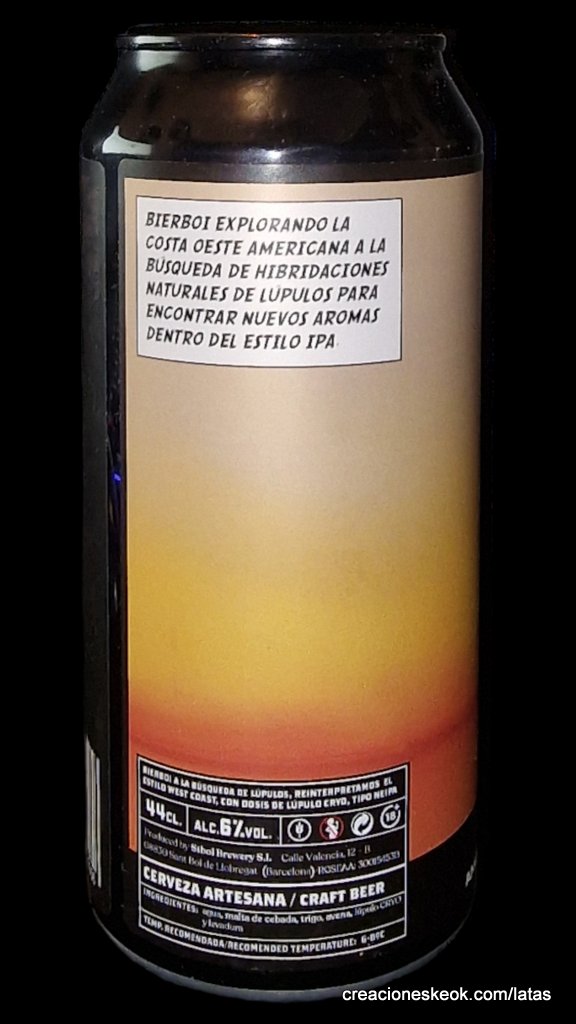 BIERBOI EXPLORANDO LA
COSTA OESTE AMERICANA A LA
BÚSQUEDA DE HIBRIDACIONES
NATURALES DE LÚPULOS PARA
ENCONTRAR NUEVOS AROMAS
DENTRO DEL ESTILO IPA.
BIERBOI A LA BÚSQUEDA DE LÚPULOS, REINTERPRETAMOS EL
ESTILO WEST COAST, CON DOSIS DE LÚPULO CRYO, TIPO NEIPA
44CL. ALC.6%VOL. 18+
Produced by Sibol Brewery S.L. Calle Valencia, 12 - B
08830 Sant Boi de Llobregat (Barcelona)
CERVEZA ARTESANA / CRAFT BEER
INGREDIENTES: agua, malta de cebada, trigo, avena, lúpulo CRYO
y levadura
TEMP. RECOMENDADA/RECOMENDED TEMPERATURE: 6-8ºC
creacioneskeok.com/latas